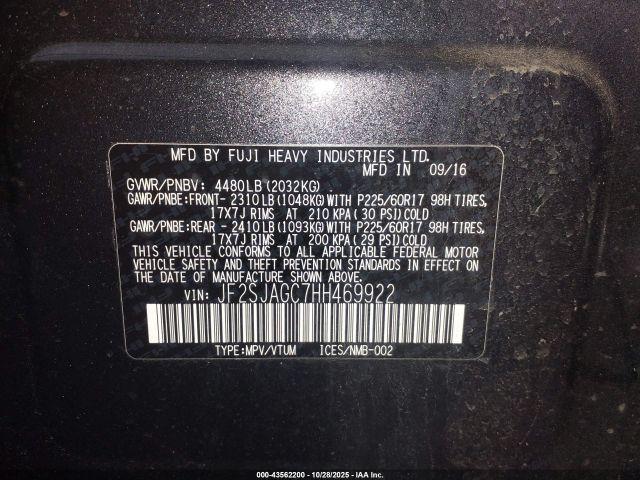 MFD BY FUJI HEAVY INDUSTRIES LTD.
MFD IN 09/16
GVWR/PNBV: 4480LB(2032KG)
GAWR/PNBE:FRONT- 2310LB(1048KG) WITH P225/60R17 98H TIRES,
17X7J RIMS AT 210 KPA( 30 PSI)COLD
GAWR/PNBE:REAR - 2410LB(1093KG) WITH P225/60R17 98H TIRES,
17X7J RIMS AT 200 KPA( 29 PSI)COLD
THIS VEHICLE CONFORMS TO ALL APPLICABLE FEDERAL MOTOR
VEHICLE SAFETY AND THEFT PREVENTION STANDARDS IN EFFECT ON
THE DATE OF MANUFACTURE SHOWN ABOVE.
VIN: JF2SJAGC7HH469922
TYPE:MPV/VTUM ICES/NMB-002
000-43562200 - 10/28/2025 - IAA Inc.